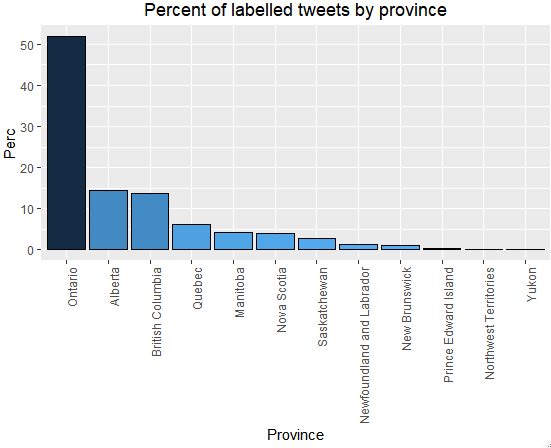 Percent of labelled tweets by province
Perc
50
40
30
20
10
0
Ontario
Alberta
British Columbia
Quebec
Manitoba
Nova Scotia
Saskatchewan
Newfoundland and Labrador
New Brunswick
Prince Edward Island
Northwest Territories
Yukon
Province